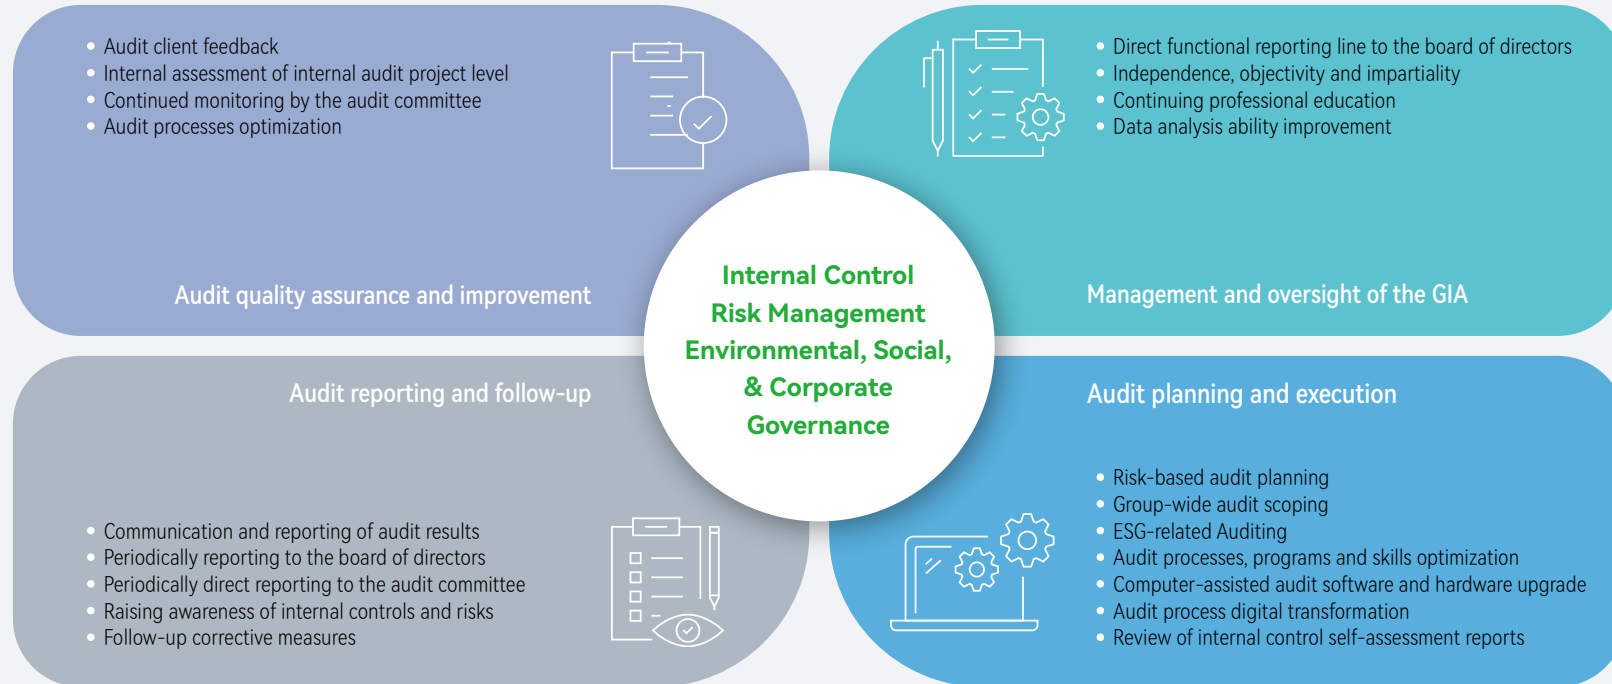 Audit client feedback
Internal assessment of internal audit project level
Continued monitoring by the audit committee
Audit processes optimization
Audit quality assurance and improvement
Direct functional reporting line to the board of directors
Independence, objectivity and impartiality
Continuing professional education
Data analysis ability improvement
Management and oversight of the GIA
Internal Control
Risk Management
Environmental, Social,
& Corporate
Governance
Audit reporting and follow-up
Communication and reporting of audit results
Periodically reporting to the board of directors
Periodically direct reporting to the audit committee
Raising awareness of internal controls and risks
Follow-up corrective measures
Audit planning and execution
Risk-based audit planning
Group-wide audit scoping
ESG-related Auditing
Audit processes, programs and skills optimization
Computer-assisted audit software and hardware upgrade
Audit process digital transformation
Review of internal control self-assessment reports